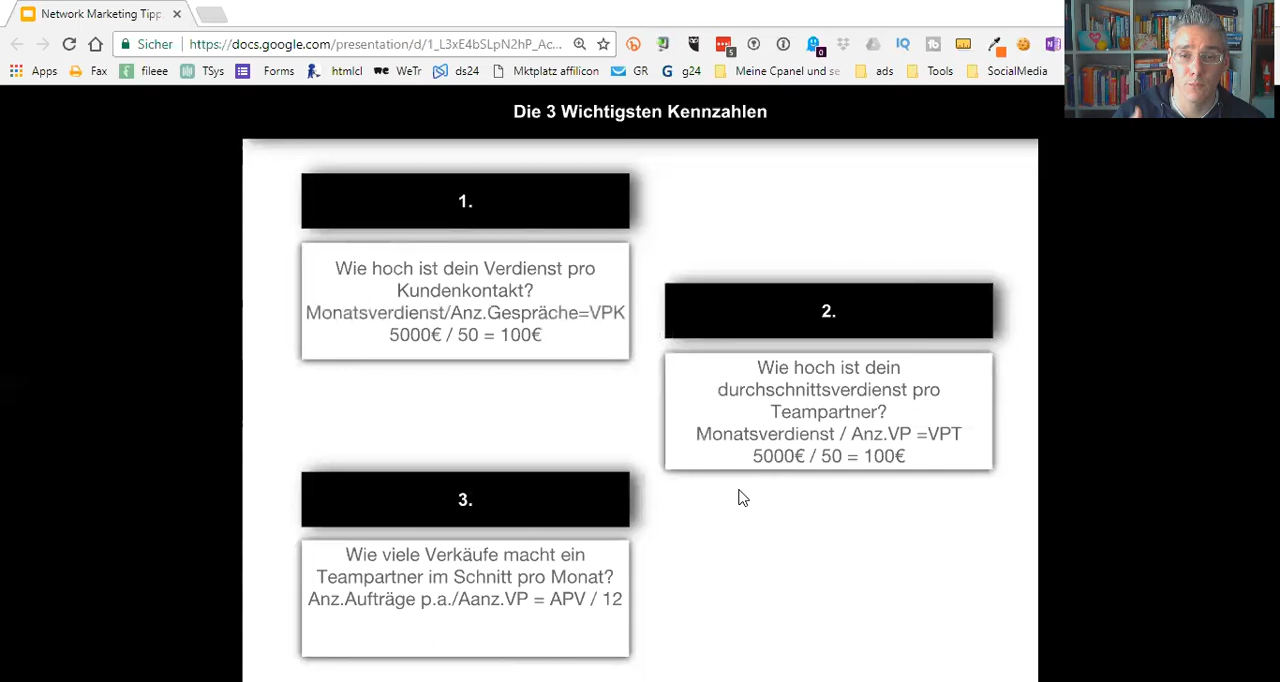 Network Marketing Tipp
Sicher
https://docs.google.com/presentation/d/1_L3xE4bSLpN2hP_Ac...
5
0
IQ
Apps
Fax
fileee
TSys
Forms
htmlcl
we WeTr
ds24
Mktplatz affilicon
GR
G g24
Meine Cpanel und se
ads
Tools
SocialMedia
Die 3 Wichtigsten Kennzahlen
1.
Wie hoch ist dein Verdienst pro
Kundenkontakt?
Monatsverdienst/Anz.Gespräche=VPK
5000€ / 50 = 100€
2.
Wie hoch ist dein
durchschnittsverdienst pro
Teampartner?
Monatsverdienst / Anz.VP =VPT
5000€ / 50 = 100€
3.
Wie viele Verkäufe macht ein
Teampartner im Schnitt pro Monat?
Anz.Aufträge p.a./Aanz.VP = APV / 12